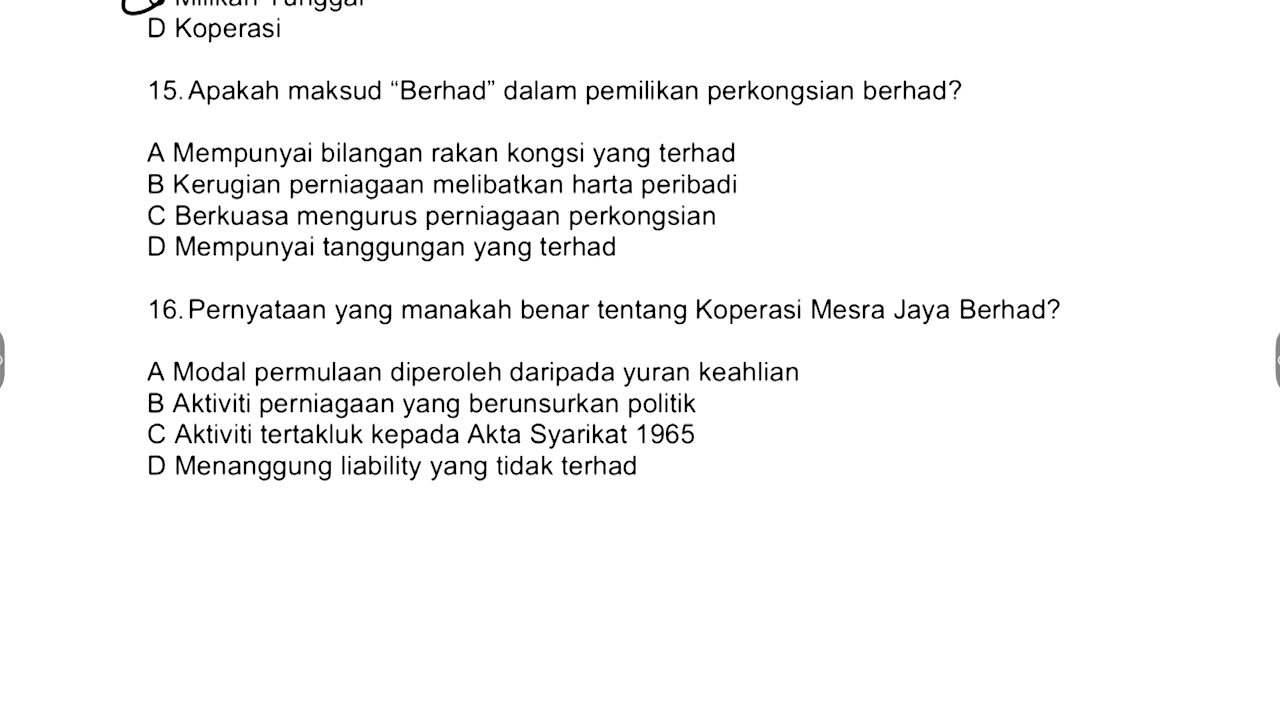 Milikan Tunggal
D Koperasi
15. Apakah maksud “Berhad” dalam pemilikan perkongsian berhad?
A Mempunyai bilangan rakan kongsi yang terhad
B Kerugian perniagaan melibatkan harta peribadi
C Berkuasa mengurus perniagaan perkongsian
D Mempunyai tanggungan yang terhad
16. Pernyataan yang manakah benar tentang Koperasi Mesra Jaya Berhad?
A Modal permulaan diperoleh daripada yuran keahlian
B Aktiviti perniagaan yang berunsurkan politik
C Aktiviti tertakluk kepada Akta Syarikat 1965
D Menanggung liability yang tidak terhad